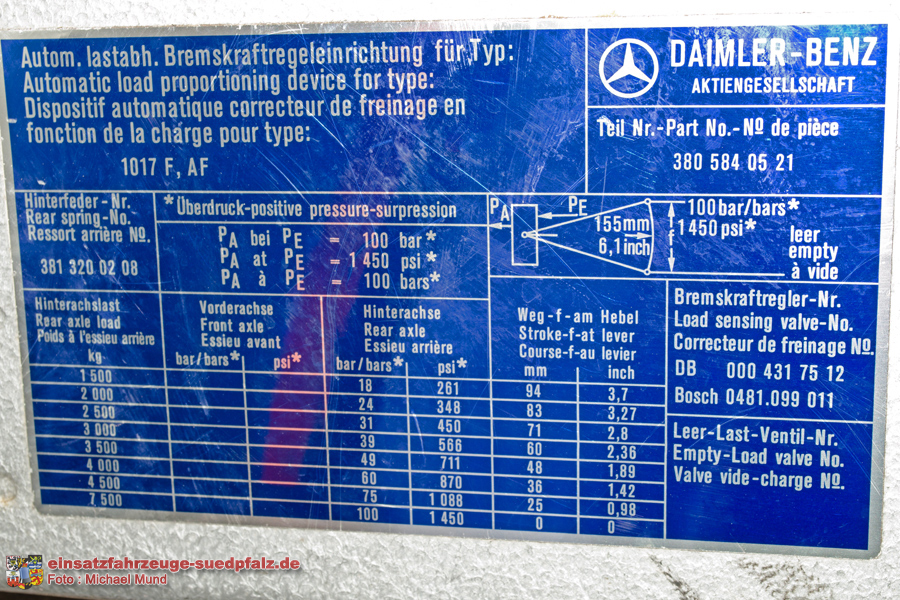 Autom. lastabh. Bremskraftregeleinrichtung für Typ:
Automatic load proportioning device for type:
Dispositif automatique correcteur de freinage en
fonction de la charge pour type:
1017 F, AF
DAIMLER-BENZ
AKTIENGESELLSCHAFT
Teil Nr.-Part No.-Nº de pièce
380 584 05 21
Hinterfeder-Nr.
Rear spring-No.
Ressort arrière Nº.
381 320 02 08
*Überdruck-positive pressure-surpression
PA bei PE = 100 bar*
PA at PE = 1 450 psi*
PA à PE = 100 bars*
PA
PE
155mm
6,1inch
f
100bar/bars*
1 450 psi*
leer
empty
à vide
Hinterachslast
Rear axle load
Poids à l'essieu arrière
kg
Vorderachse
Front axle
Essieu avant
bar/bars* psi*
Hinterachse
Rear axle
Essieu arrière
bar/bars* psi*
Weg-f-am Hebel
Stroke-f-at lever
Course-f-au levier
mm inch
1 500 18 261 94 3,7
2 000 24 348 83 3,27
2 500 31 450 71 2,8
3 000 39 566 60 2,36
3 500 49 711 48 1,89
4 000 60 870 36 1,42
4 500 75 1 088 25 0,98
7 500 100 1 450 0 0
Bremskraftregler-Nr.
Load sensing valve-No.
Correcteur de freinage Nº.
DB 000 431 75 12
Bosch 0481.099 011
Leer-Last-Ventil-Nr.
Empty-Load valve No.
Valve vide-charge Nº.
einsatzfahrzeuge-suedpfalz.de
Foto : Michael Mund